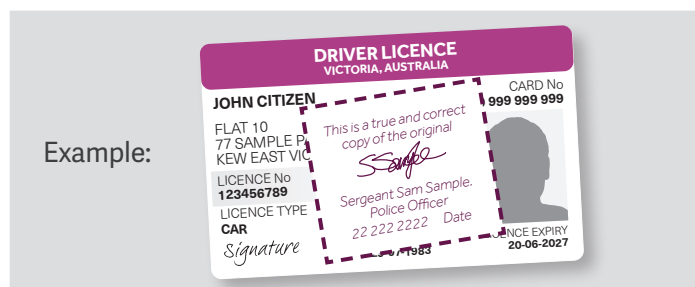 Example:
DRIVER LICENCE
VICTORIA, AUSTRALIA
JOHN CITIZEN
FLAT 10
77 SAMPLE
KEW EAST VIC
LICENCE No
123456789
LICENCE TYPE
CAR
Signature
This is a true and correct
copy of the original
SSample
Sergeant Sam Sample.
Police Officer
22 222 2222 Date
CARD No
999 999 999
EXPIRY
20-06-2027